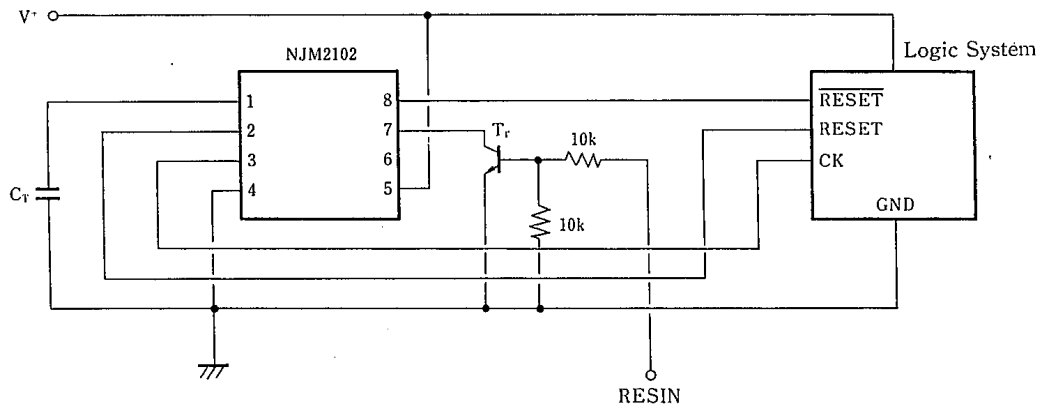 V⁺
NJM2102
Logic System
1
2
3
4
8
7
6
5
Tᵣ
10k
10k
Cᴛ
RESET
RESET
CK
GND
RESIN